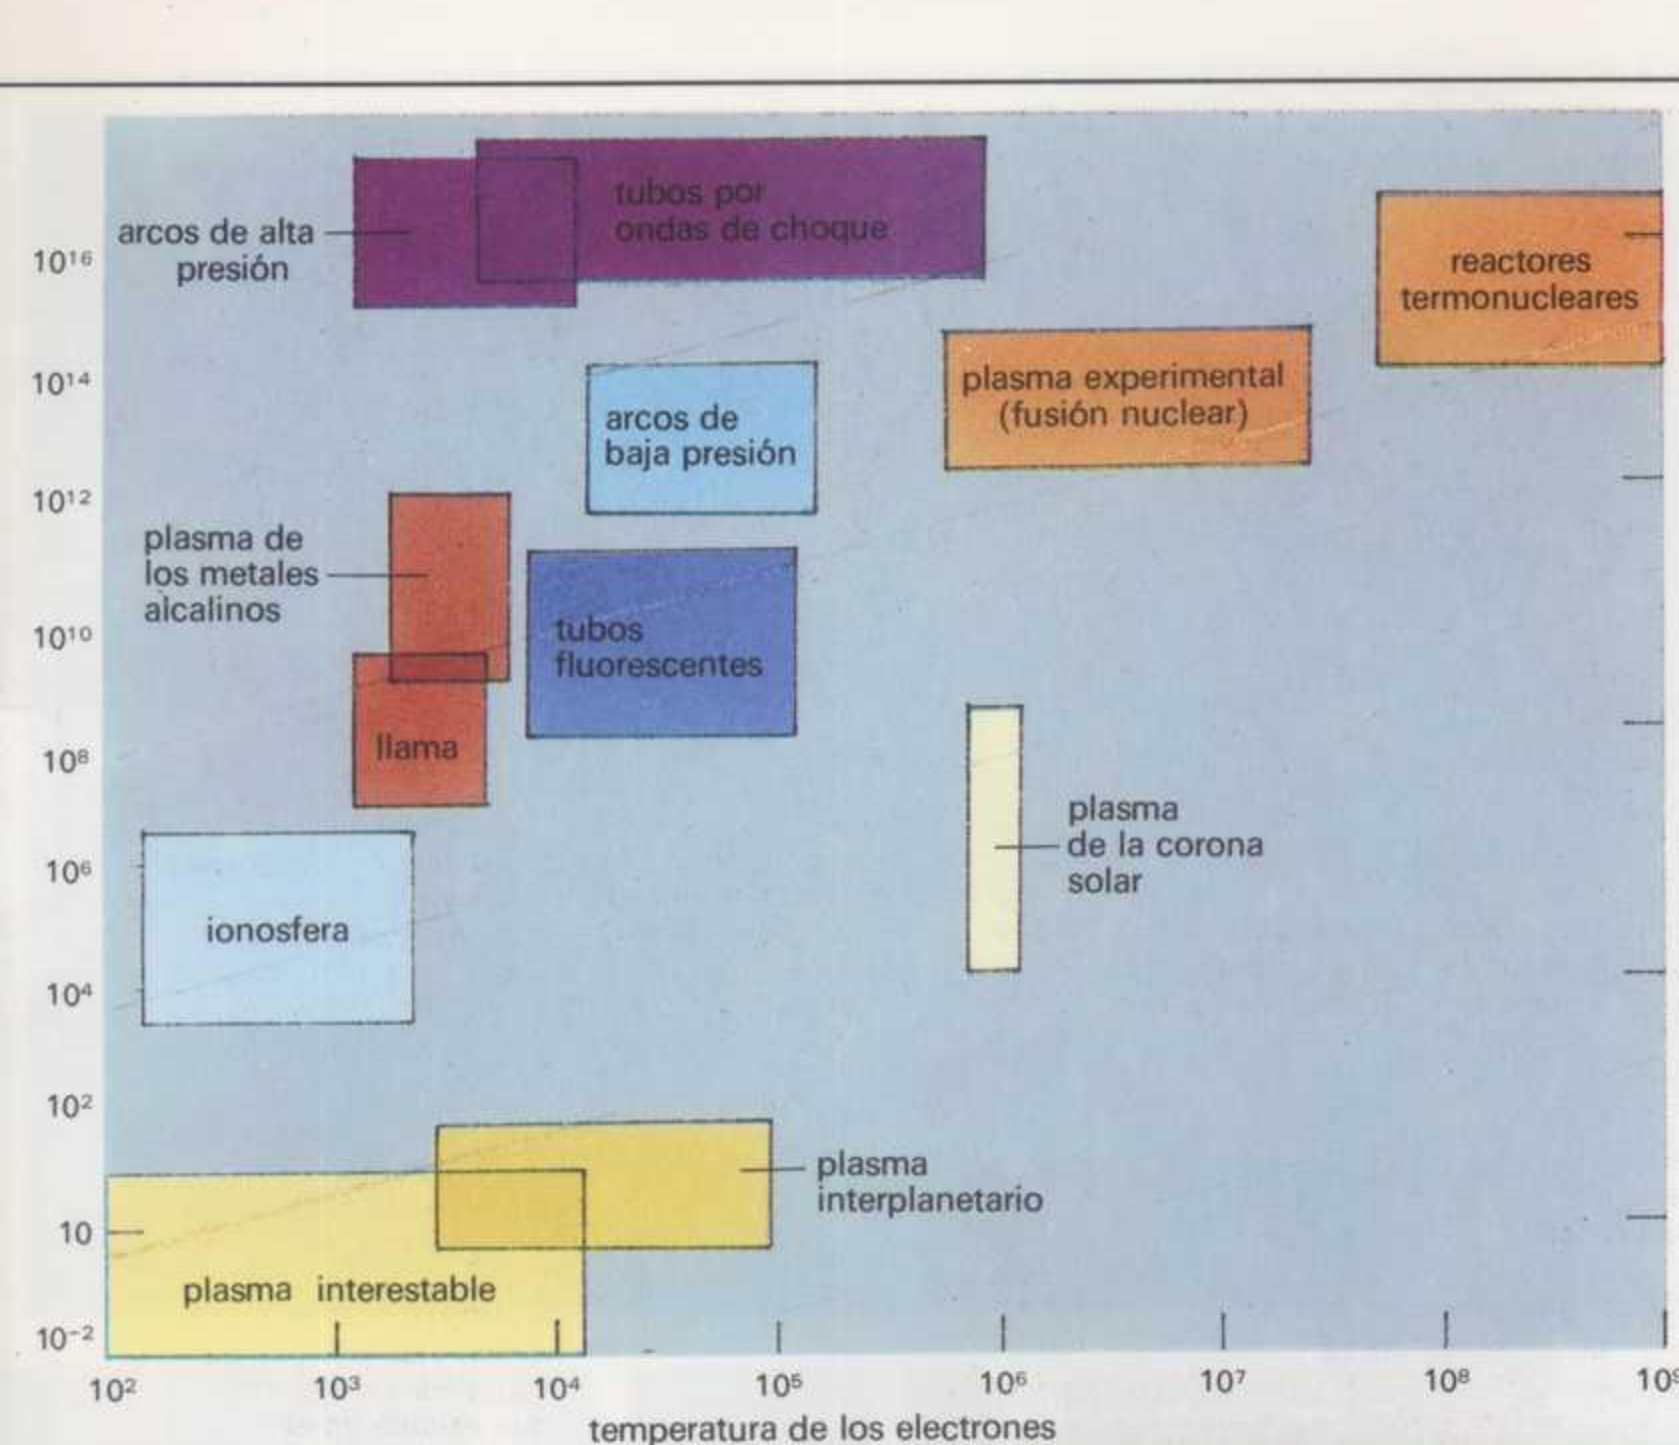 tubos por
ondas de choque
arcos de alta
presión
reactores
termonucleares
10¹⁶
plasma experimental
(fusión nuclear)
10¹⁴
arcos de
baja presión
10¹²
plasma de
los metales
alcalinos
10¹⁰
tubos
fluorescentes
llama
10⁸
plasma
de la corona
solar
10⁶
ionosfera
10⁴
10²
plasma
interplanetario
10
plasma interestable
10⁻²
10² 10³ 10⁴ 10⁵ 10⁶ 10⁷ 10⁸ 10⁹
temperatura de los electrones